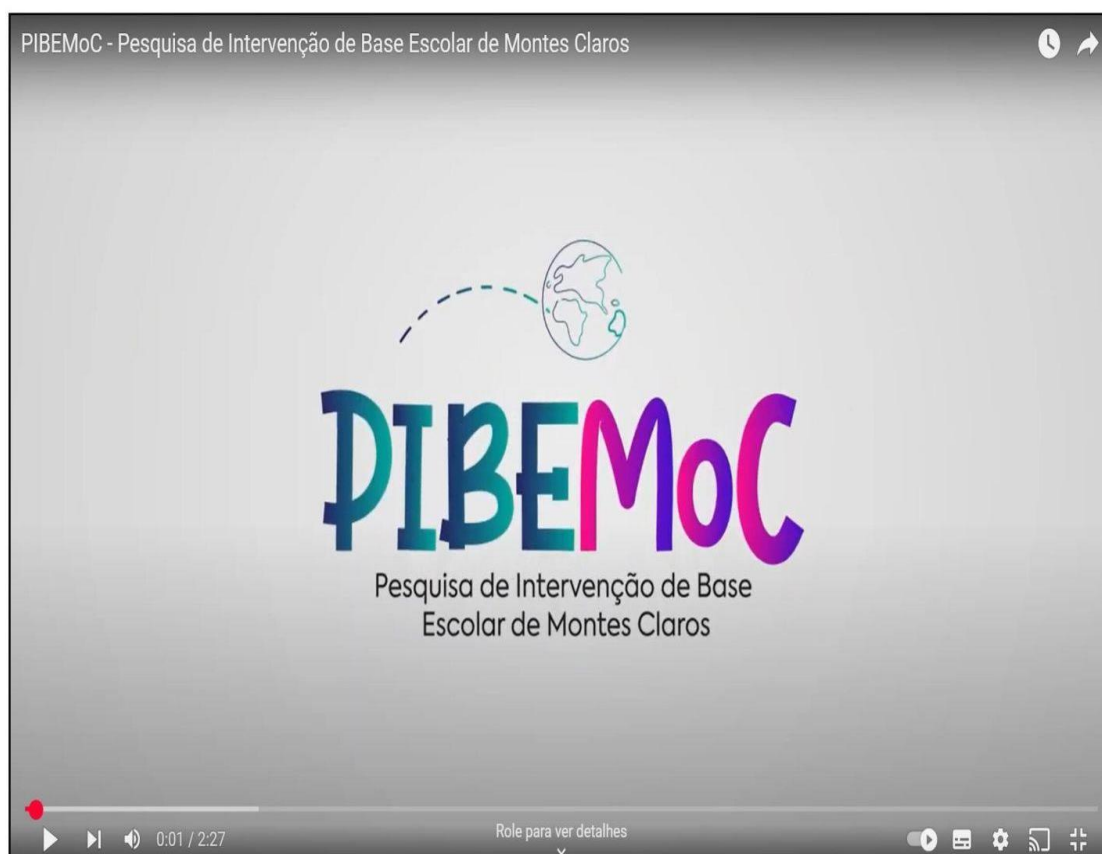 PIBEMoC - Pesquisa de Intervenção de Base Escolar de Montes Claros
PIBEMoC
Pesquisa de Intervenção de Base
Escolar de Montes Claros
0:01 / 2:27
Role para ver detalhes